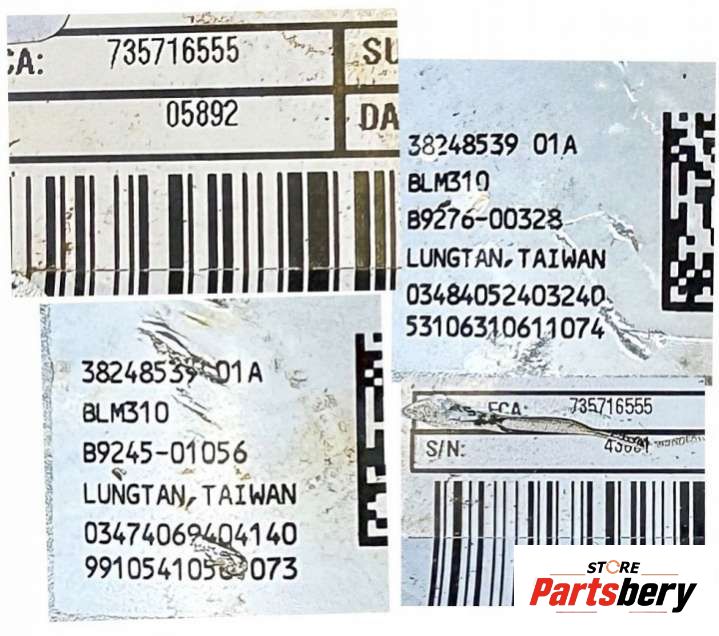 CA: 735716555 SU
05892 DA
38248539 01A
BLM310
B9276-00328
LUNGTAN, TAIWAN
03484052403240
53106310611074
38248539 01A
BLM310
B9245-01056
LUNGTAN, TAIWAN
03474069404140
FCA: 735716555
S/N:
STORE
Partsbery